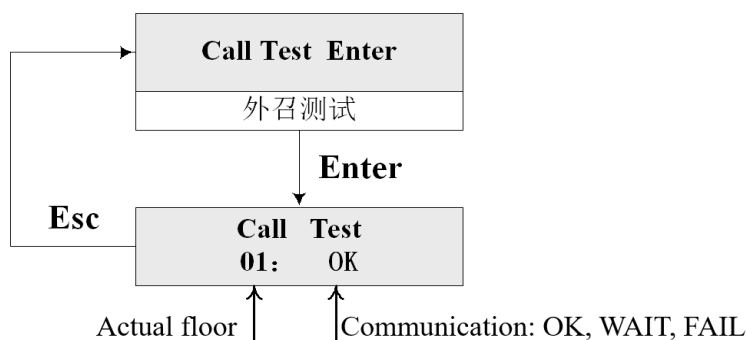 Call Test Enter
外召测试
Enter
Esc
Call Test
01： OK
Actual floor
Communication: OK, WAIT, FAIL